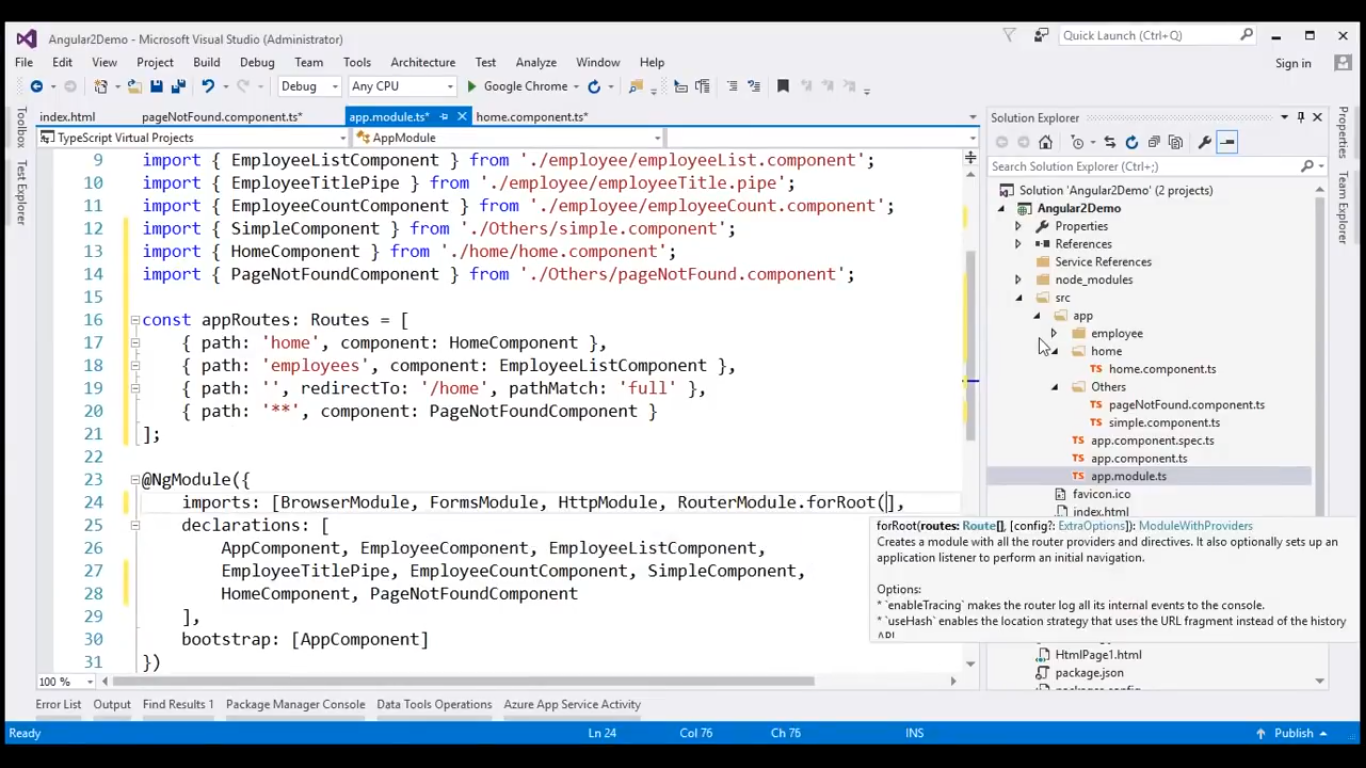 Angular2Demo - Microsoft Visual Studio (Administrator)
Quick Launch (Ctrl+Q)
File Edit View Project Build Debug Team Tools Architecture Test Analyze Window Help
Sign in
Debug Any CPU Google Chrome
index.html pageNotFound.component.ts* app.module.ts* home.component.ts*
TypeScript Virtual Projects AppModule
Toolbox
Test Explorer
9 import { EmployeeListComponent } from './employee/employeeList.component';
10 import { EmployeeTitlePipe } from './employee/employeeTitle.pipe';
11 import { EmployeeCountComponent } from './employee/employeeCount.component';
12 import { SimpleComponent } from './Others/simple.component';
13 import { HomeComponent } from './home/home.component';
14 import { PageNotFoundComponent } from './Others/pageNotFound.component';
15
16 const appRoutes: Routes = [
17 { path: 'home', component: HomeComponent },
18 { path: 'employees', component: EmployeeListComponent },
19 { path: '', redirectTo: '/home', pathMatch: 'full' },
20 { path: '**', component: PageNotFoundComponent }
21 ];
22
23 @NgModule({
24 imports: [BrowserModule, FormsModule, HttpModule, RouterModule.forRoot(],
25 declarations: [
26 AppComponent, EmployeeComponent, EmployeeListComponent,
27 EmployeeTitlePipe, EmployeeCountComponent, SimpleComponent,
28 HomeComponent, PageNotFoundComponent
29 ],
30 bootstrap: [AppComponent]
31 })
100 %
forRoot(routes: Route[], [config?: ExtraOptions]): ModuleWithProviders
Creates a module with all the router providers and directives. It also optionally sets up an
application listener to perform an initial navigation.
Options:
* `enableTracing` makes the router log all its internal events to the console.
* `useHash` enables the location strategy that uses the URL fragment instead of the history
API
Solution Explorer
Search Solution Explorer (Ctrl+;)
Solution 'Angular2Demo' (2 projects)
Angular2Demo
Properties
References
Service References
node_modules
src
app
employee
home
TS home.component.ts
Others
TS pageNotFound.component.ts
TS simple.component.ts
TS app.component.spec.ts
TS app.component.ts
TS app.module.ts
favicon.ico
index.html
HtmlPage1.html
package.json
packages.config
Properties
Team Explorer
Error List Output Find Results 1 Package Manager Console Data Tools Operations Azure App Service Activity
Ready Ln 24 Col 76 Ch 76 INS Publish